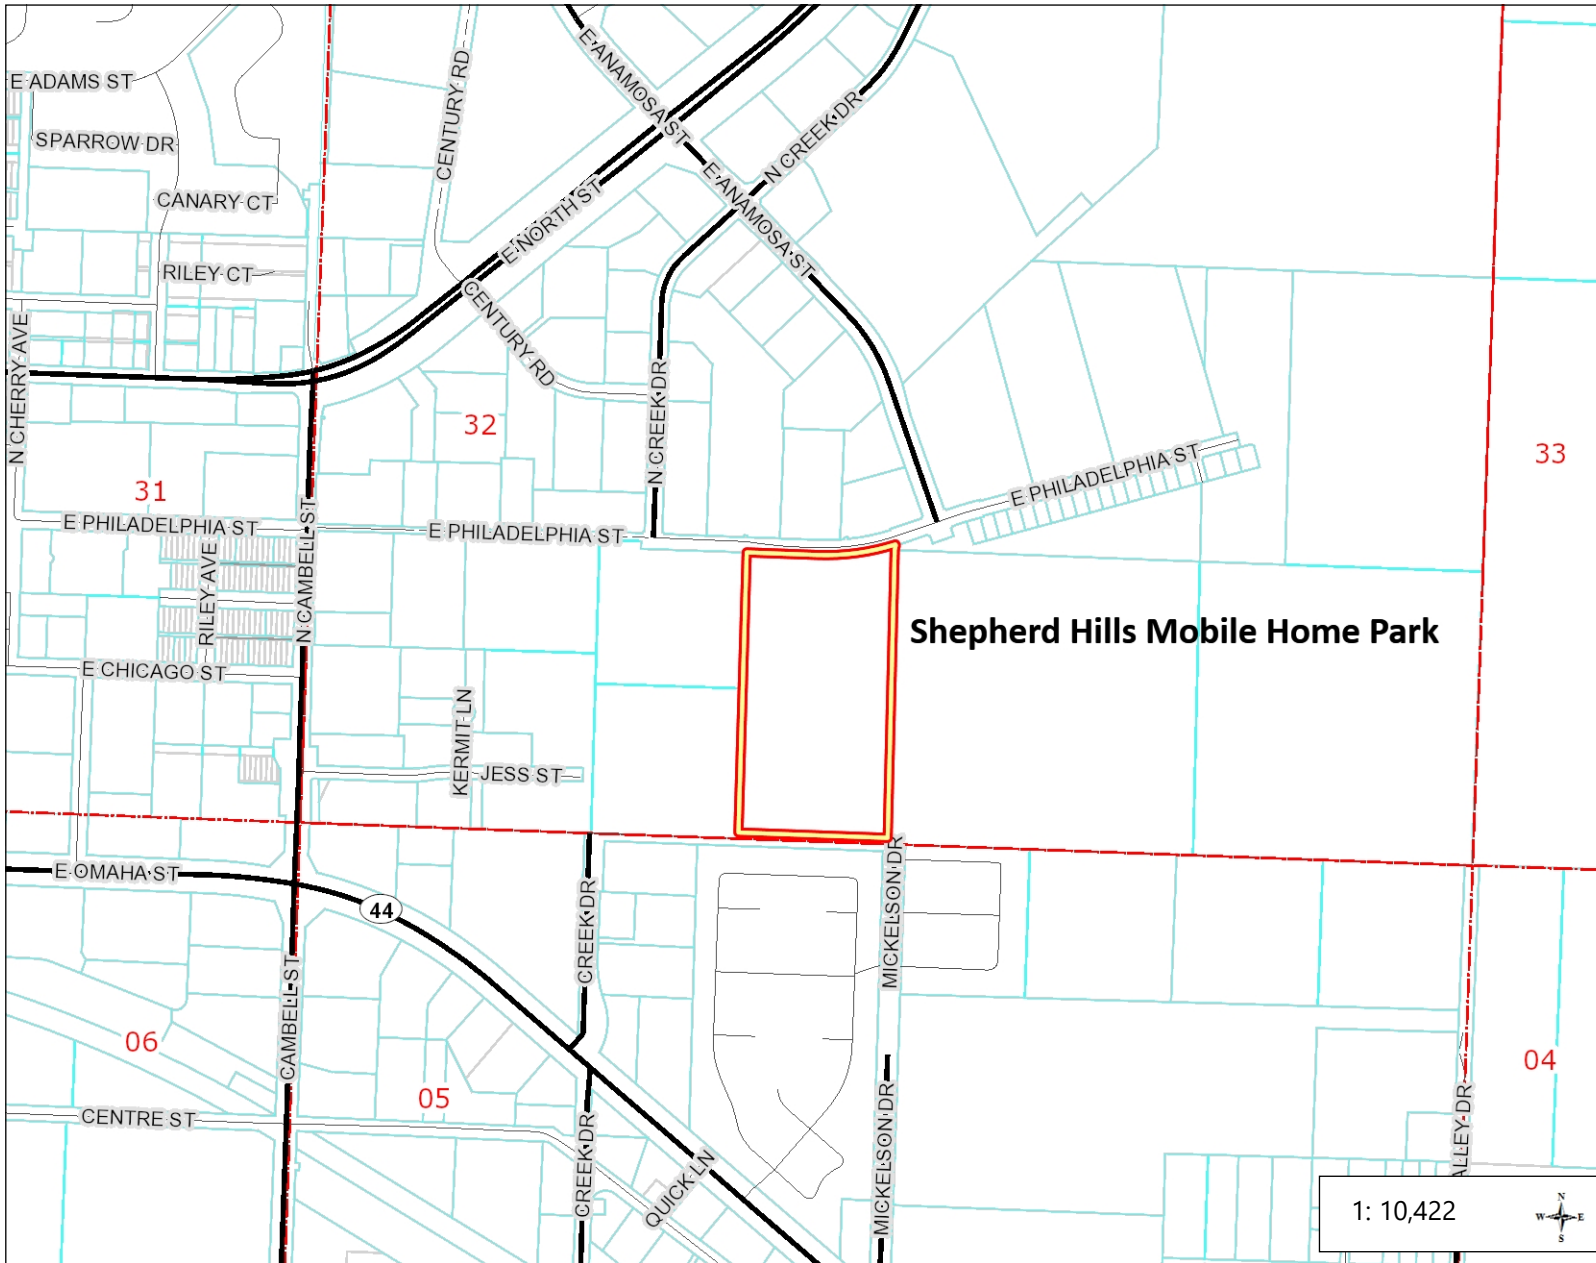 E ADAMS ST
SPARROW DR
CANARY CT
RILEY CT
N CHERRY AVE
CENTURY RD
E ANAMOSA ST
N CREEK DR
E ANAMOSA ST
E NORTH ST
CENTURY RD
N CREEK DR
32
31
33
E PHILADELPHIA ST
E PHILADELPHIA ST
E PHILADELPHIA ST
N CAMBELL ST
RILEY AVE
E CHICAGO ST
KERMIT LN
JESS ST
Shepherd Hills Mobile Home Park
E OMAHA ST
44
CREEK DR
MICKELSON DR
CAMBELL ST
06
05
04
CENTRE ST
CREEK DR
QUICK LN
MICKELSON DR
ALLEY DR
1: 10,422
N
W E
S